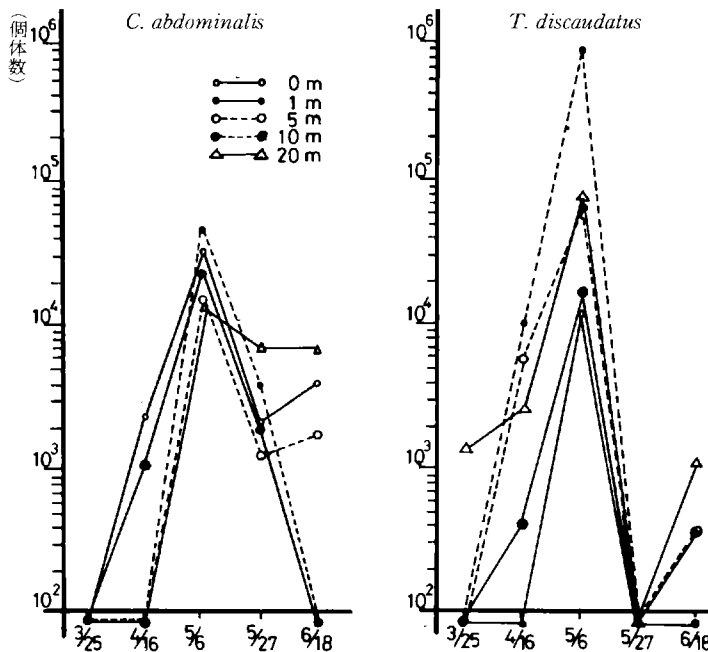 (個体数)
C. abdominalis
T. discaudatus
0 m
1 m
5 m
10 m
20 m
10⁶
10⁵
10⁴
10³
10²
3/25 4/16 5/6 5/27 6/18
10⁶
10⁵
10⁴
10³
10²
3/25 4/16 5/6 5/27 6/18